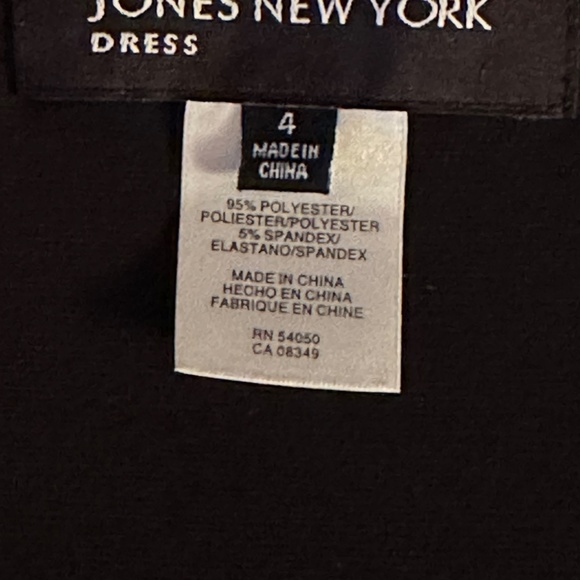 JONES NEW YORK
DRESS
4
MADE IN
CHINA
95% POLYESTER/
POLIESTER/POLYESTER
5% SPANDEX/
ELASTANO/SPANDEX
MADE IN CHINA
HECHO EN CHINA
FABRIQUE EN CHINE
RN 54050
CA 08349